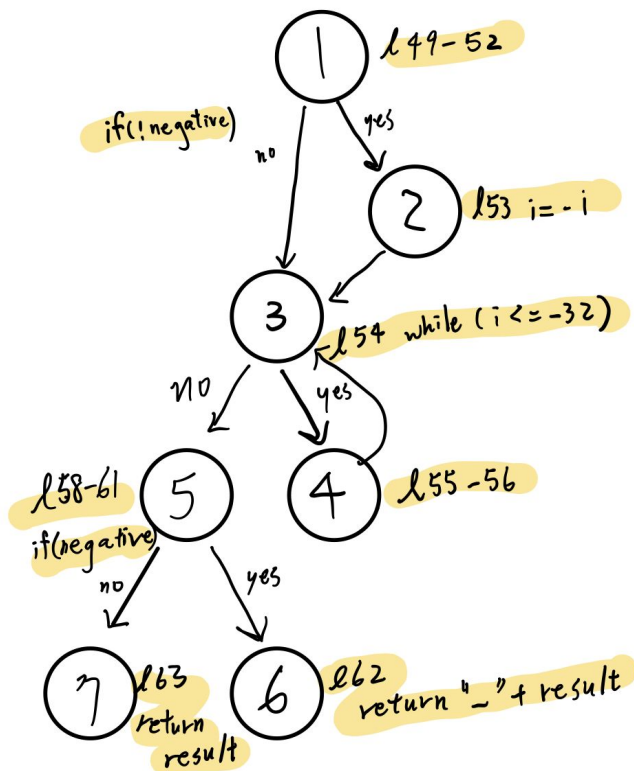 1
l49-52
if(!negative)
yes
no
2
l53 i=-i
3
l54 while (i<=-32)
no
yes
l58-61
5
4
l55-56
if(negative)
no
yes
7
l63
return
result
6
l62
return "-" + result